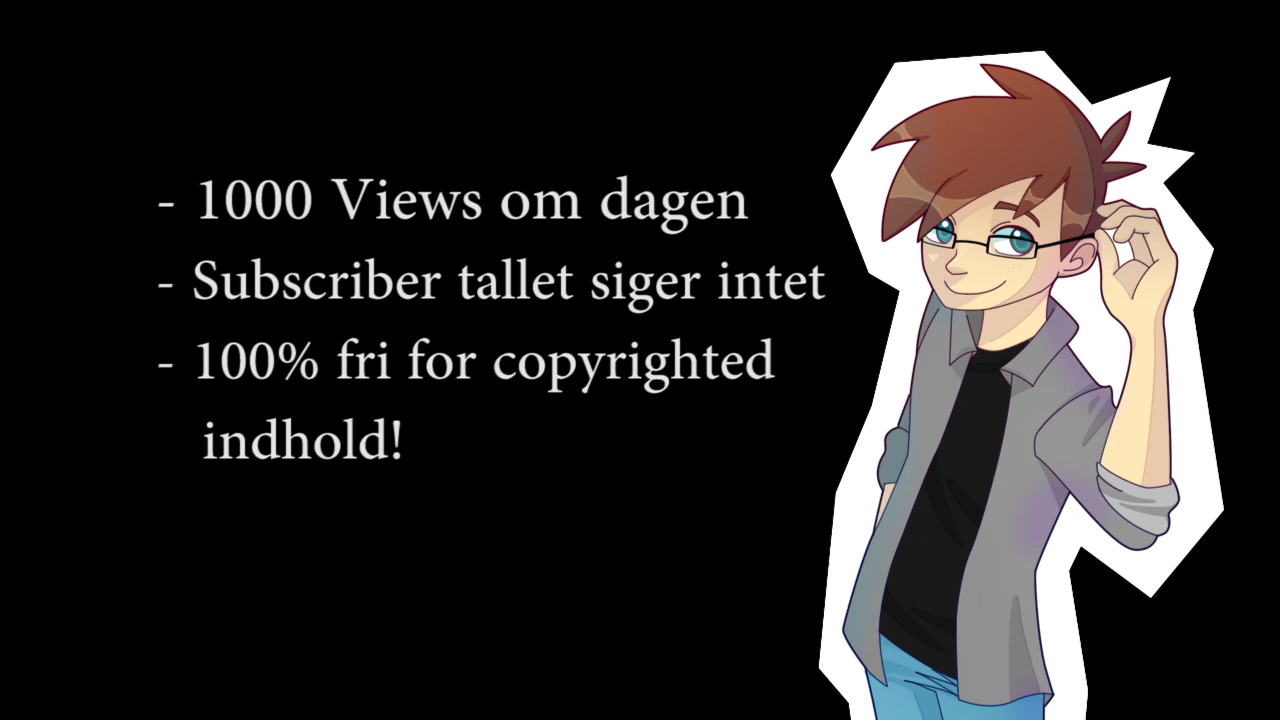 - 1000 Views om dagen
- Subscriber tallet siger intet
- 100% fri for copyrighted
indhold!